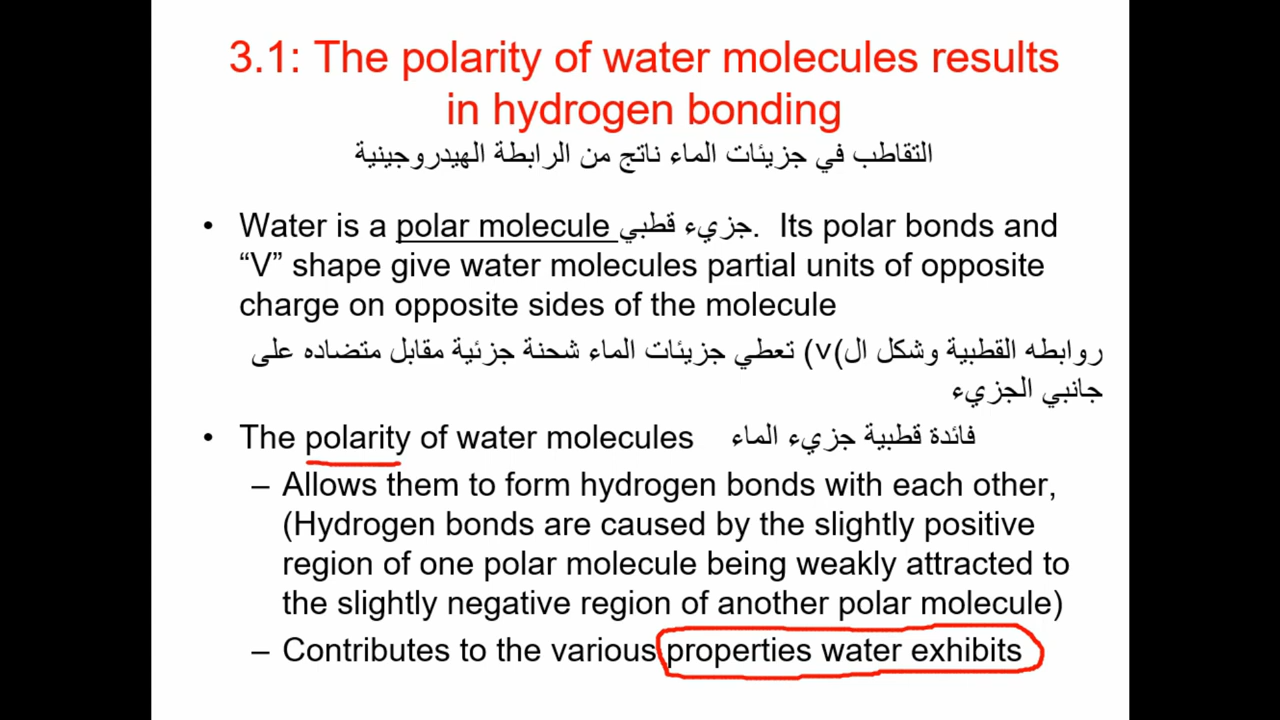 3.1: The polarity of water molecules results
in hydrogen bonding
التقاطب في جزيئات الماء ناتج من الرابطة الهيدروجينية
• Water is a polar molecule جزيء قطبي. Its polar bonds and
“V” shape give water molecules partial units of opposite
charge on opposite sides of the molecule
روابطه القطبية وشكل ال(v) تعطي جزيئات الماء شحنة جزئية مقابل متضاده على
جانبي الجزيء
• The polarity of water molecules فائدة قطبية جزيء الماء
– Allows them to form hydrogen bonds with each other,
(Hydrogen bonds are caused by the slightly positive
region of one polar molecule being weakly attracted to
the slightly negative region of another polar molecule)
– Contributes to the various properties water exhibits